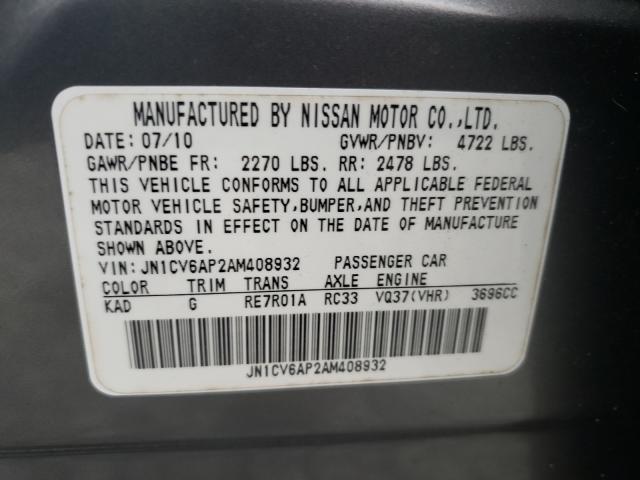 MANUFACTURED BY NISSAN MOTOR CO.,LTD.
DATE: 07/10 GVWR/PNBV: 4722 LBS.
GAWR/PNBE FR: 2270 LBS. RR: 2478 LBS.
THIS VEHICLE CONFORMS TO ALL APPLICABLE FEDERAL
MOTOR VEHICLE SAFETY,BUMPER,AND THEFT PREVENTION
STANDARDS IN EFFECT ON THE DATE OF MANUFACTURE
SHOWN ABOVE.
VIN: JN1CV6AP2AM408932 PASSENGER CAR
COLOR TRIM TRANS AXLE ENGINE
KAD G RE7R01A RC33 VQ37(VHR) 3696CC
JN1CV6AP2AM408932